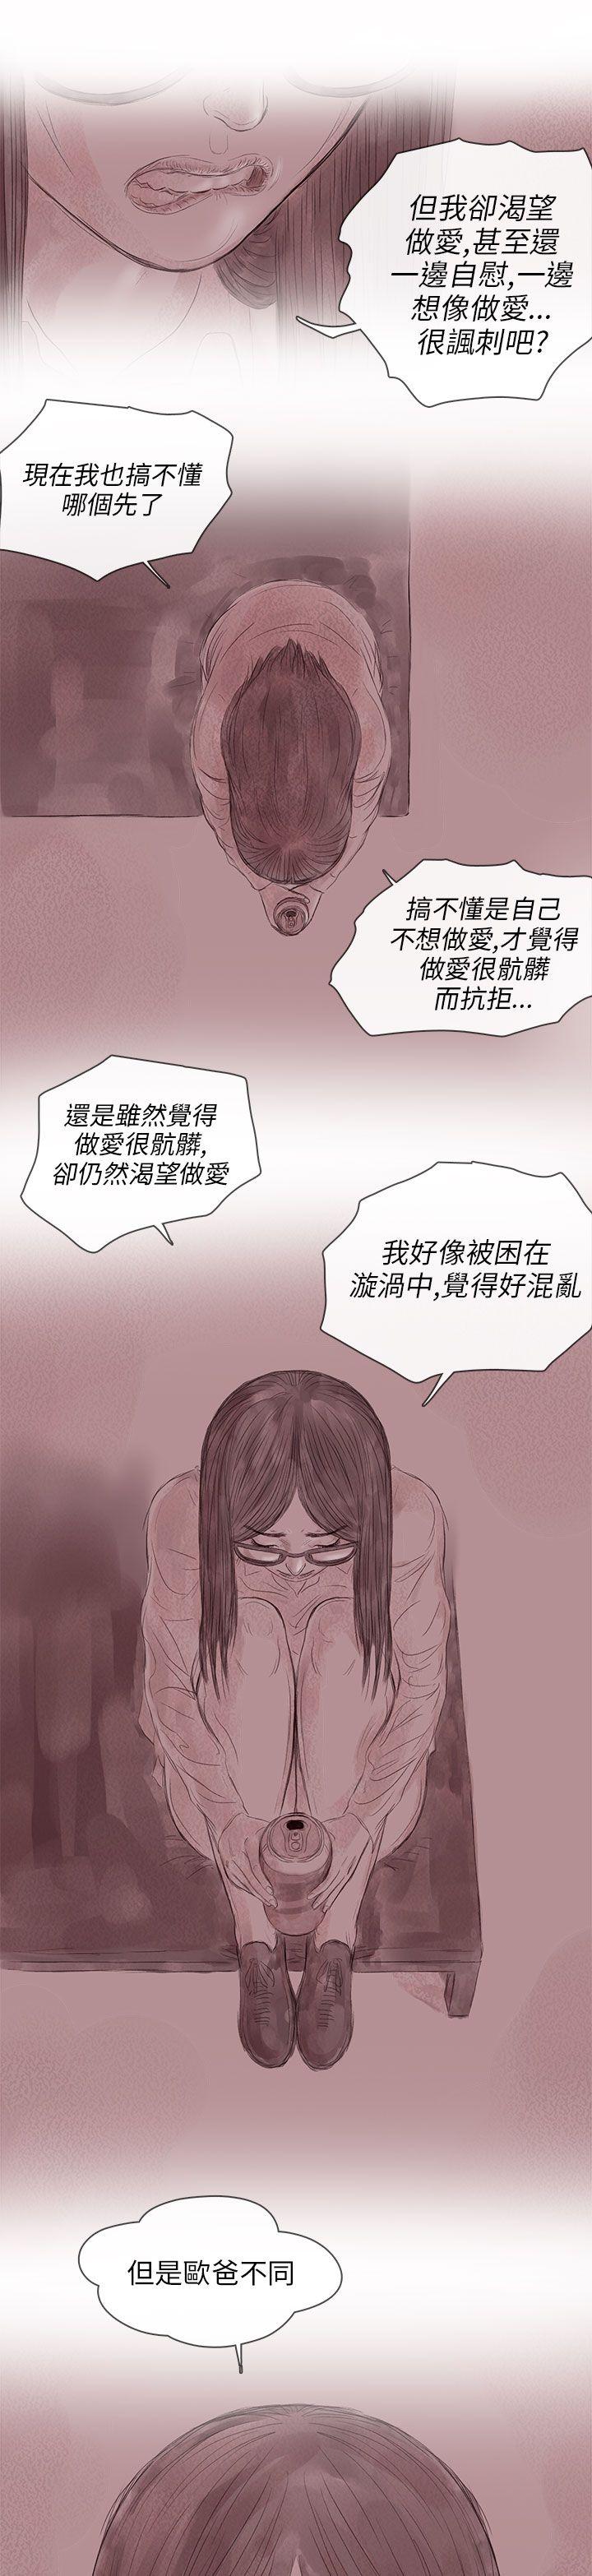 但我卻渴望
做愛,甚至還
一邊自慰,一邊
想像做愛...
很諷刺吧?
現在我也搞不懂
哪個先了
搞不懂是自己
不想做愛,才覺得
做愛很骯髒
而抗拒...
還是雖然覺得
做愛很骯髒,
卻仍然渴望做愛
我好像被困在
漩渦中,覺得好混亂
但是歐爸不同